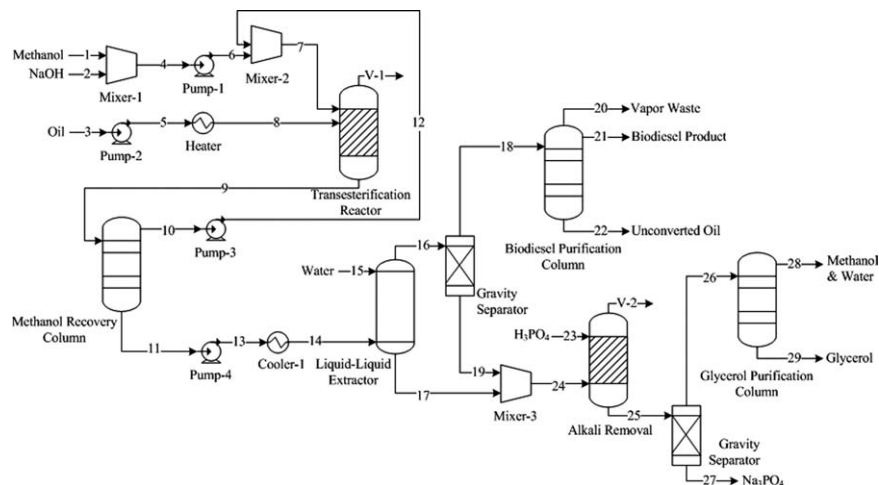 Methanol 1
NaOH 2
Mixer-1
4
Pump-1
6
Mixer-2
7
V-1
Oil 3
Pump-2
5
Heater
8
12
Transesterification
Reactor
9
10
Pump-3
Methanol Recovery
Column
11
Pump-4
13
Cooler-1
14
Water 15
Liquid-Liquid
Extractor
16
17
Gravity
Separator
18
19
Mixer-3
20 Vapor Waste
21 Biodiesel Product
22 Unconverted Oil
Biodiesel Purification
Column
V-2
H₃PO₄ 23
24
Alkali Removal
25
26
Gravity
Separator
27 Na₃PO₄
28 Methanol
& Water
29 Glycerol
Glycerol Purification
Column